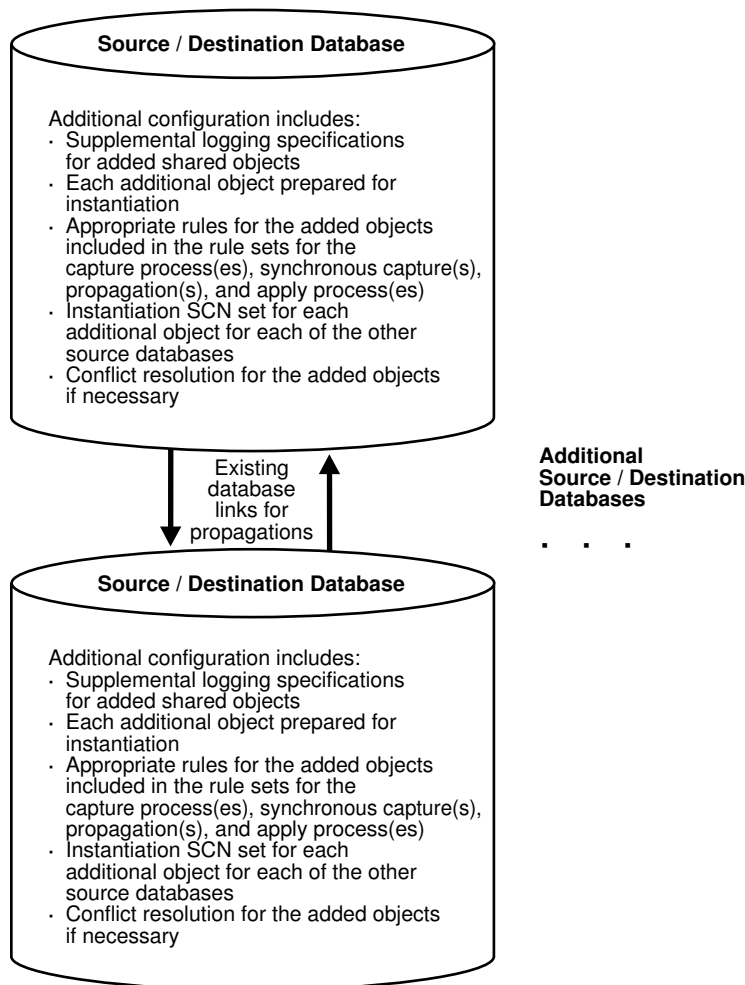 Source / Destination Database
Additional configuration includes:
· Supplemental logging specifications
for added shared objects
· Each additional object prepared for
instantiation
· Appropriate rules for the added objects
included in the rule sets for the
capture process(es), synchronous capture(s),
propagation(s), and apply process(es)
· Instantiation SCN set for each
additional object for each of the other
source databases
· Conflict resolution for the added objects
if necessary
Existing
database
links for
propagations
Additional
Source / Destination
Databases
. . .
Source / Destination Database
Additional configuration includes:
· Supplemental logging specifications
for added shared objects
· Each additional object prepared for
instantiation
· Appropriate rules for the added objects
included in the rule sets for the
capture process(es), synchronous capture(s),
propagation(s), and apply process(es)
· Instantiation SCN set for each
additional object for each of the other
source databases
· Conflict resolution for the added objects
if necessary